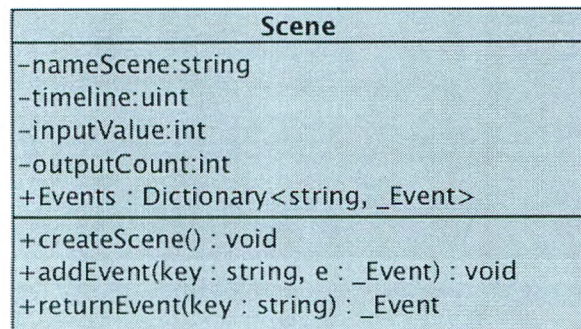 Scene
-nameScene:string
-timeline:uint
-inputValue:int
-outputCount:int
+Events : Dictionary<string, _Event>
+createScene() : void
+addEvent(key : string, e : _Event) : void
+returnEvent(key : string) : _Event